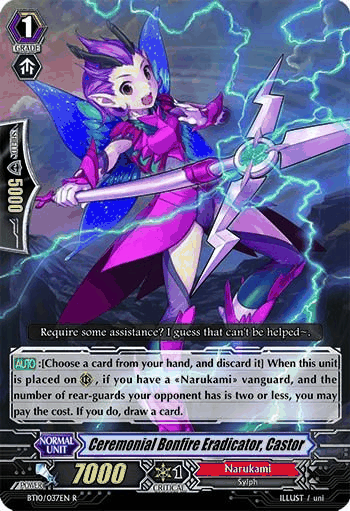 1
GRADE
SHIELD
5000
Require some assistance? I guess that can't be helped~.
AUTO:[Choose a card from your hand, and discard it] When this unit
is placed on , if you have a «Narukami» vanguard, and the
number of rear-guards your opponent has is two or less, you may
pay the cost. If you do, draw a card.
NORMAL
UNIT
Ceremonial Bonfire Eradicator, Castor
POWER
7000
1
CRITICAL
Narukami
Sylph
BT10/037EN R
ILLUST / uni